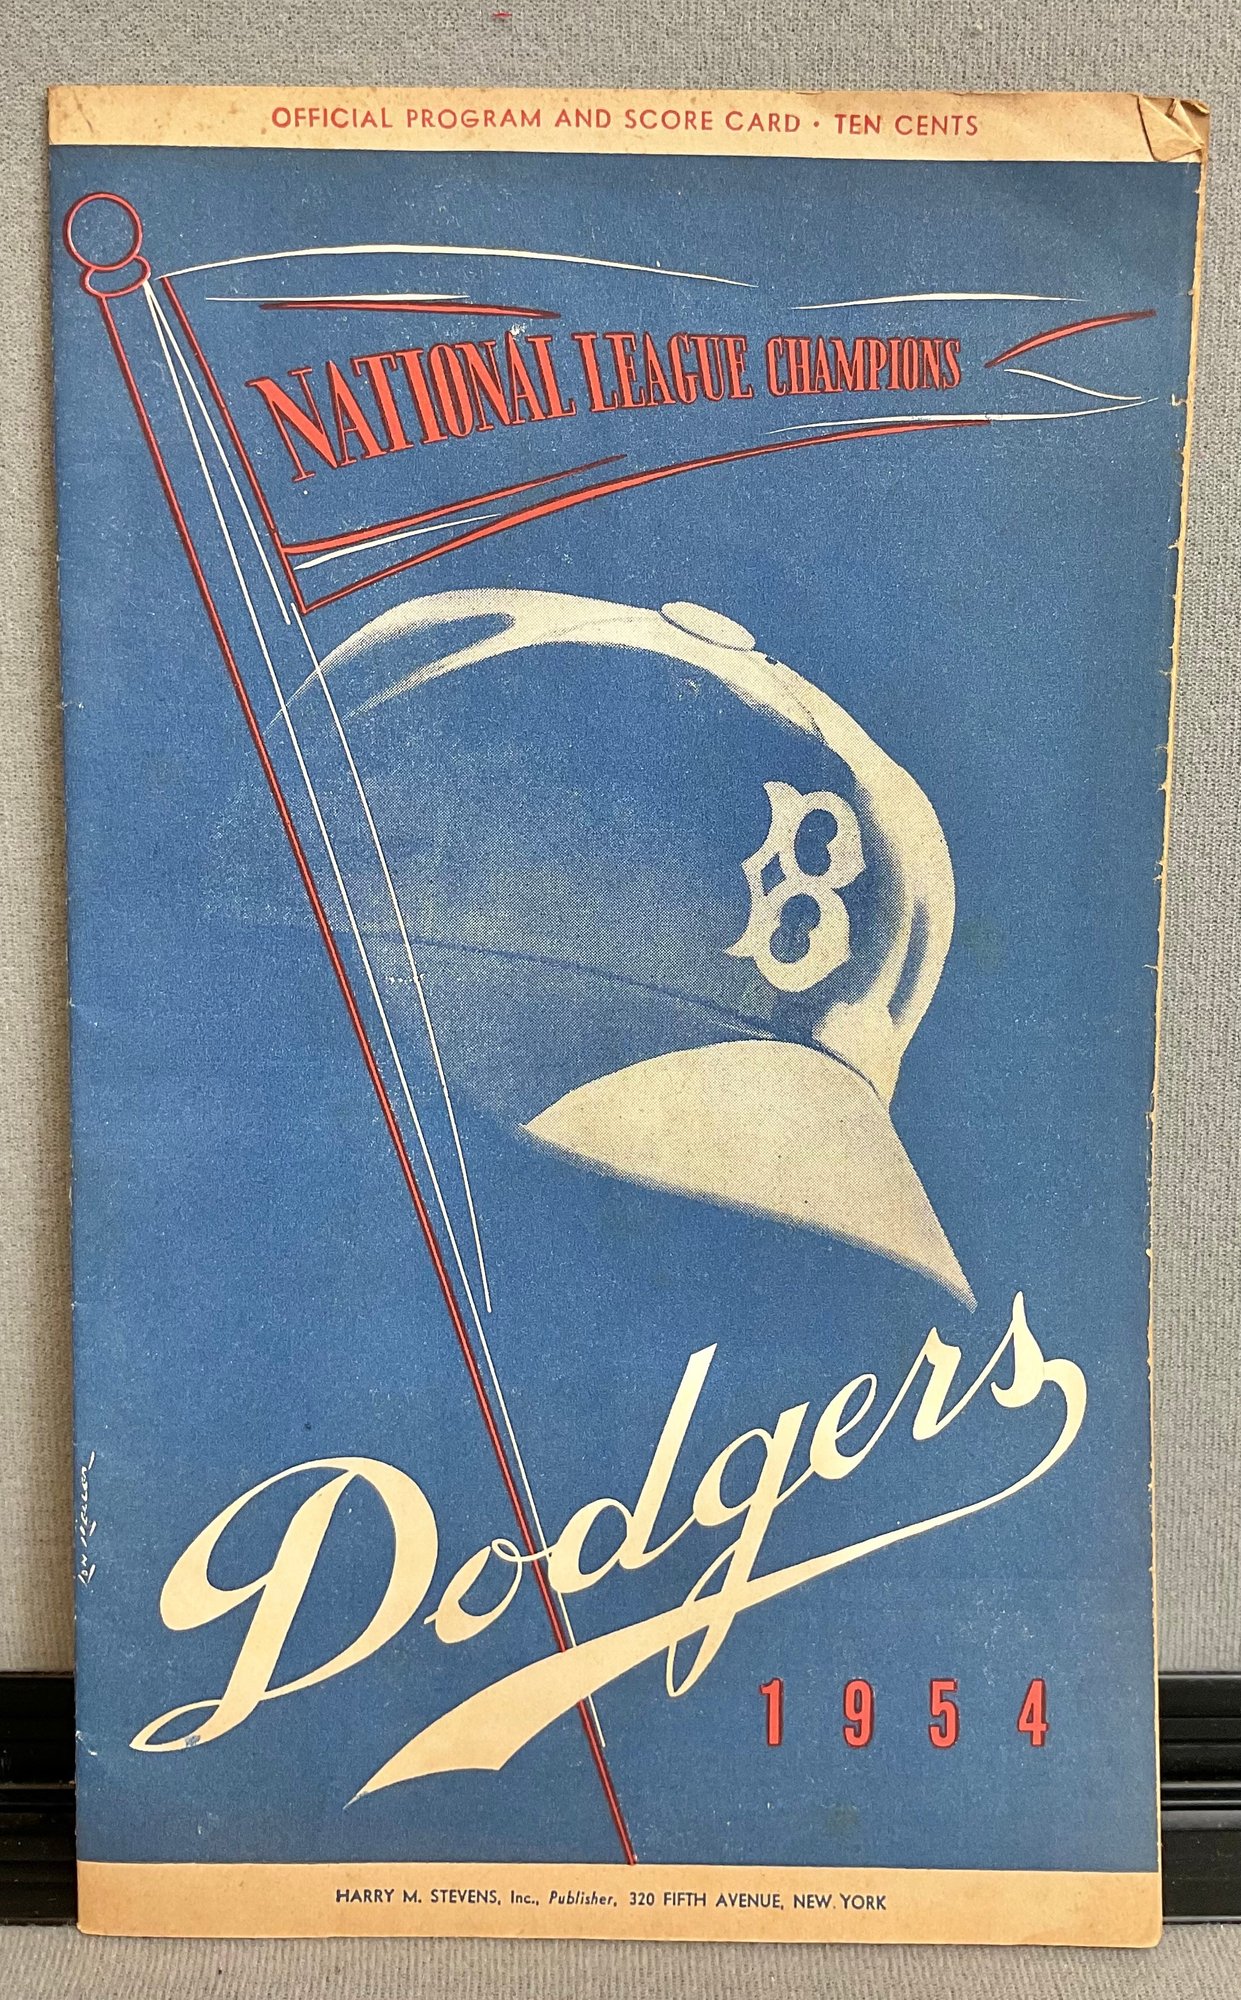 OFFICIAL PROGRAM AND SCORE CARD • TEN CENTS
NATIONAL LEAGUE CHAMPIONS
B
Dodgers
1954
HARRY M. STEVENS, Inc., Publisher, 320 FIFTH AVENUE, NEW YORK